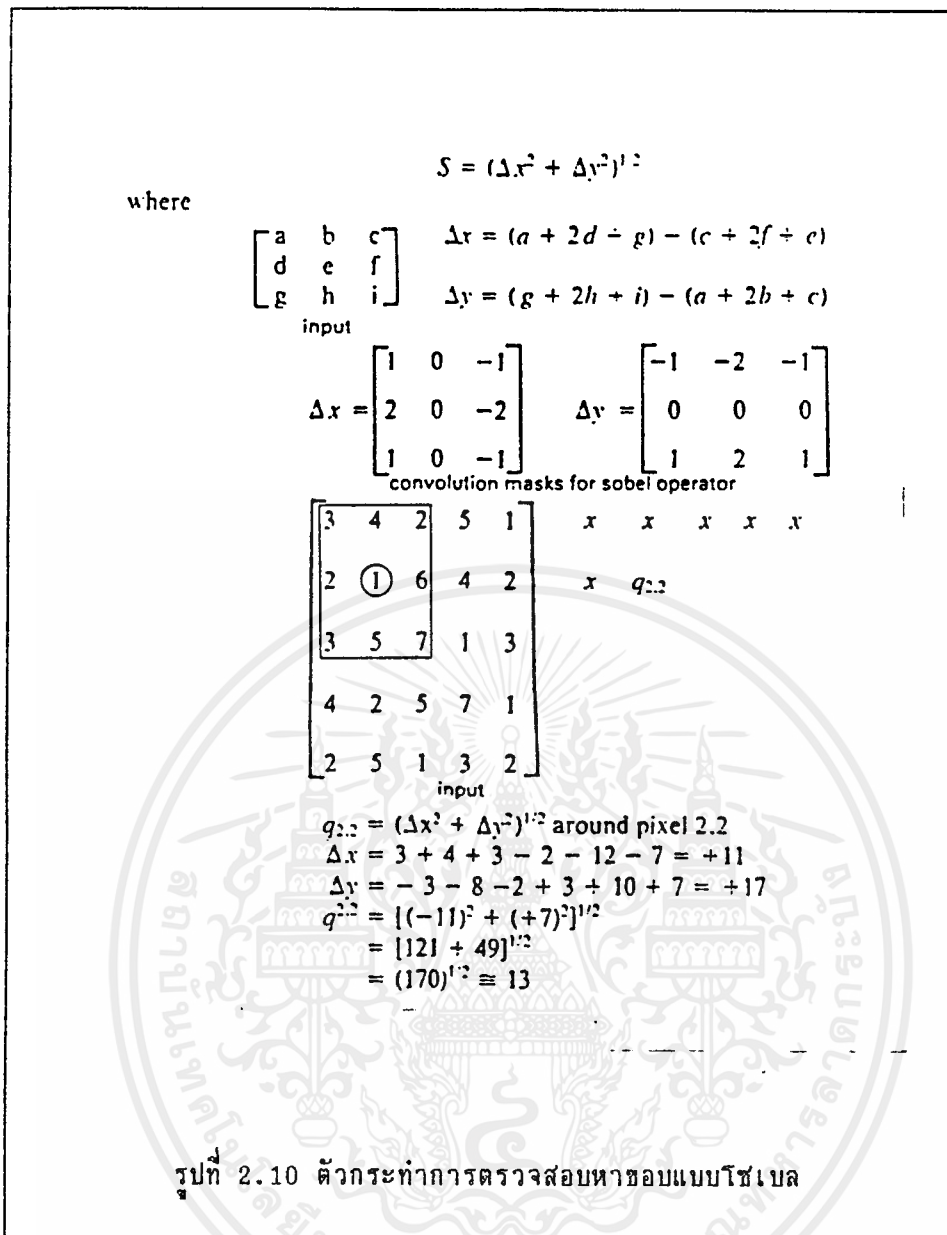 S = (Δx² + Δy²)¹ ²
where
⎡a b c⎤ Δx = (a + 2d ÷ g) − (c + 2f ÷ e)
d e f
⎣g h i⎦ Δy = (g + 2h + i) − (a + 2b + c)
input
⎡1 0 −1⎤ ⎡−1 −2 −1⎤
Δx = 2 0 −2 Δy = 0 0 0
⎣1 0 −1⎦ ⎣1 2 1⎦
convolution masks for sobel operator
3 4 2 5 1 x x x x x
2 ① 6 4 2 x q₂.₂
3 5 7 1 3
4 2 5 7 1
2 5 1 3 2
input
q₂.₂ = (Δx² + Δy²)¹/² around pixel 2.2
Δx = 3 + 4 + 3 − 2 − 12 − 7 = +11
Δy = − 3 − 8 −2 + 3 + 10 + 7 = +17
q²·² = [(−11)² + (+7)²]¹/²
= [121 + 49]¹/²
= (170)¹/² ≅ 13
รูปที่ 2.10 ตัวกระทำการตรวจสอบหาขอบแบบโซเบล